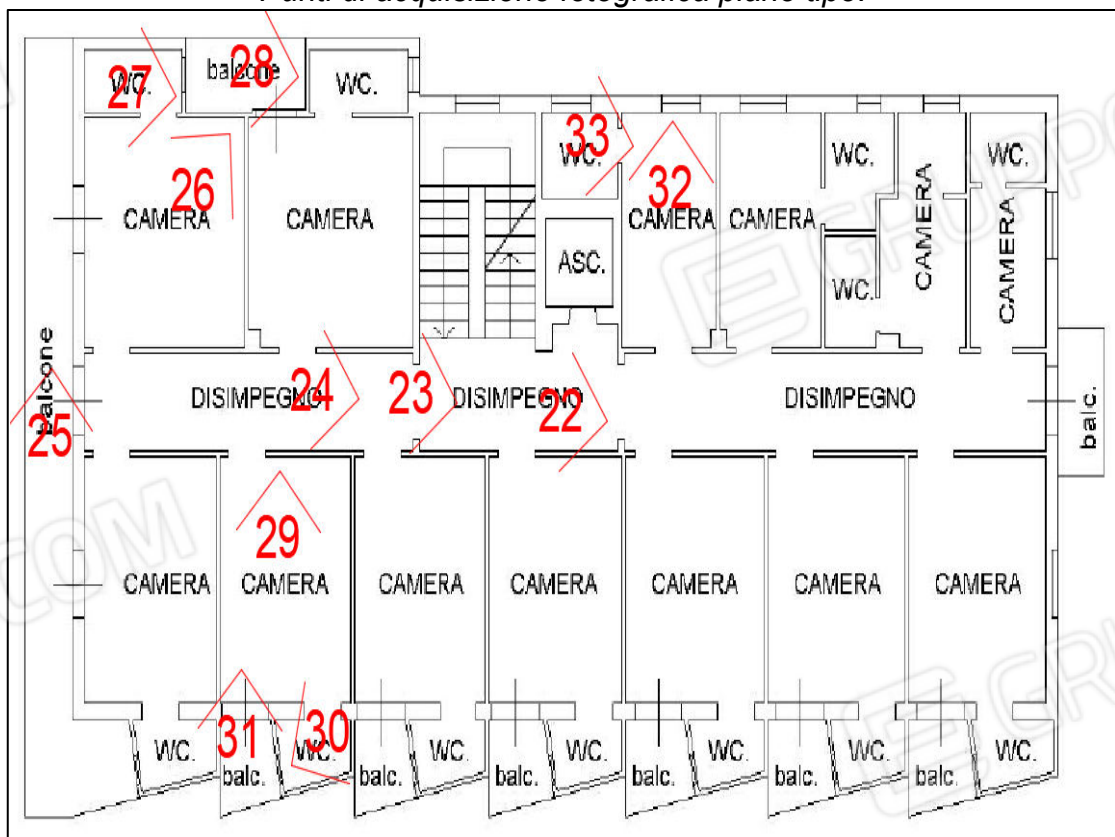 Punti di acquisizione fotografica piano tipo.
WC.
27
balcone
28
WC.
33
WC.
32
WC.
WC.
26
CAMERA
CAMERA
CAMERA
CAMERA
CAMERA
CAMERA
ASC.
WC.
balcone
25
DISIMPEGNO
24
23
DISIMPEGNO
22
DISIMPEGNO
balc.
29
CAMERA
CAMERA
CAMERA
CAMERA
CAMERA
CAMERA
CAMERA
WC.
31
balc.
30
WC.
balc.
WC.
balc.
WC.
balc.
WC.
balc.
WC.
balc.
WC.
GRUPPO
.COM
GRU